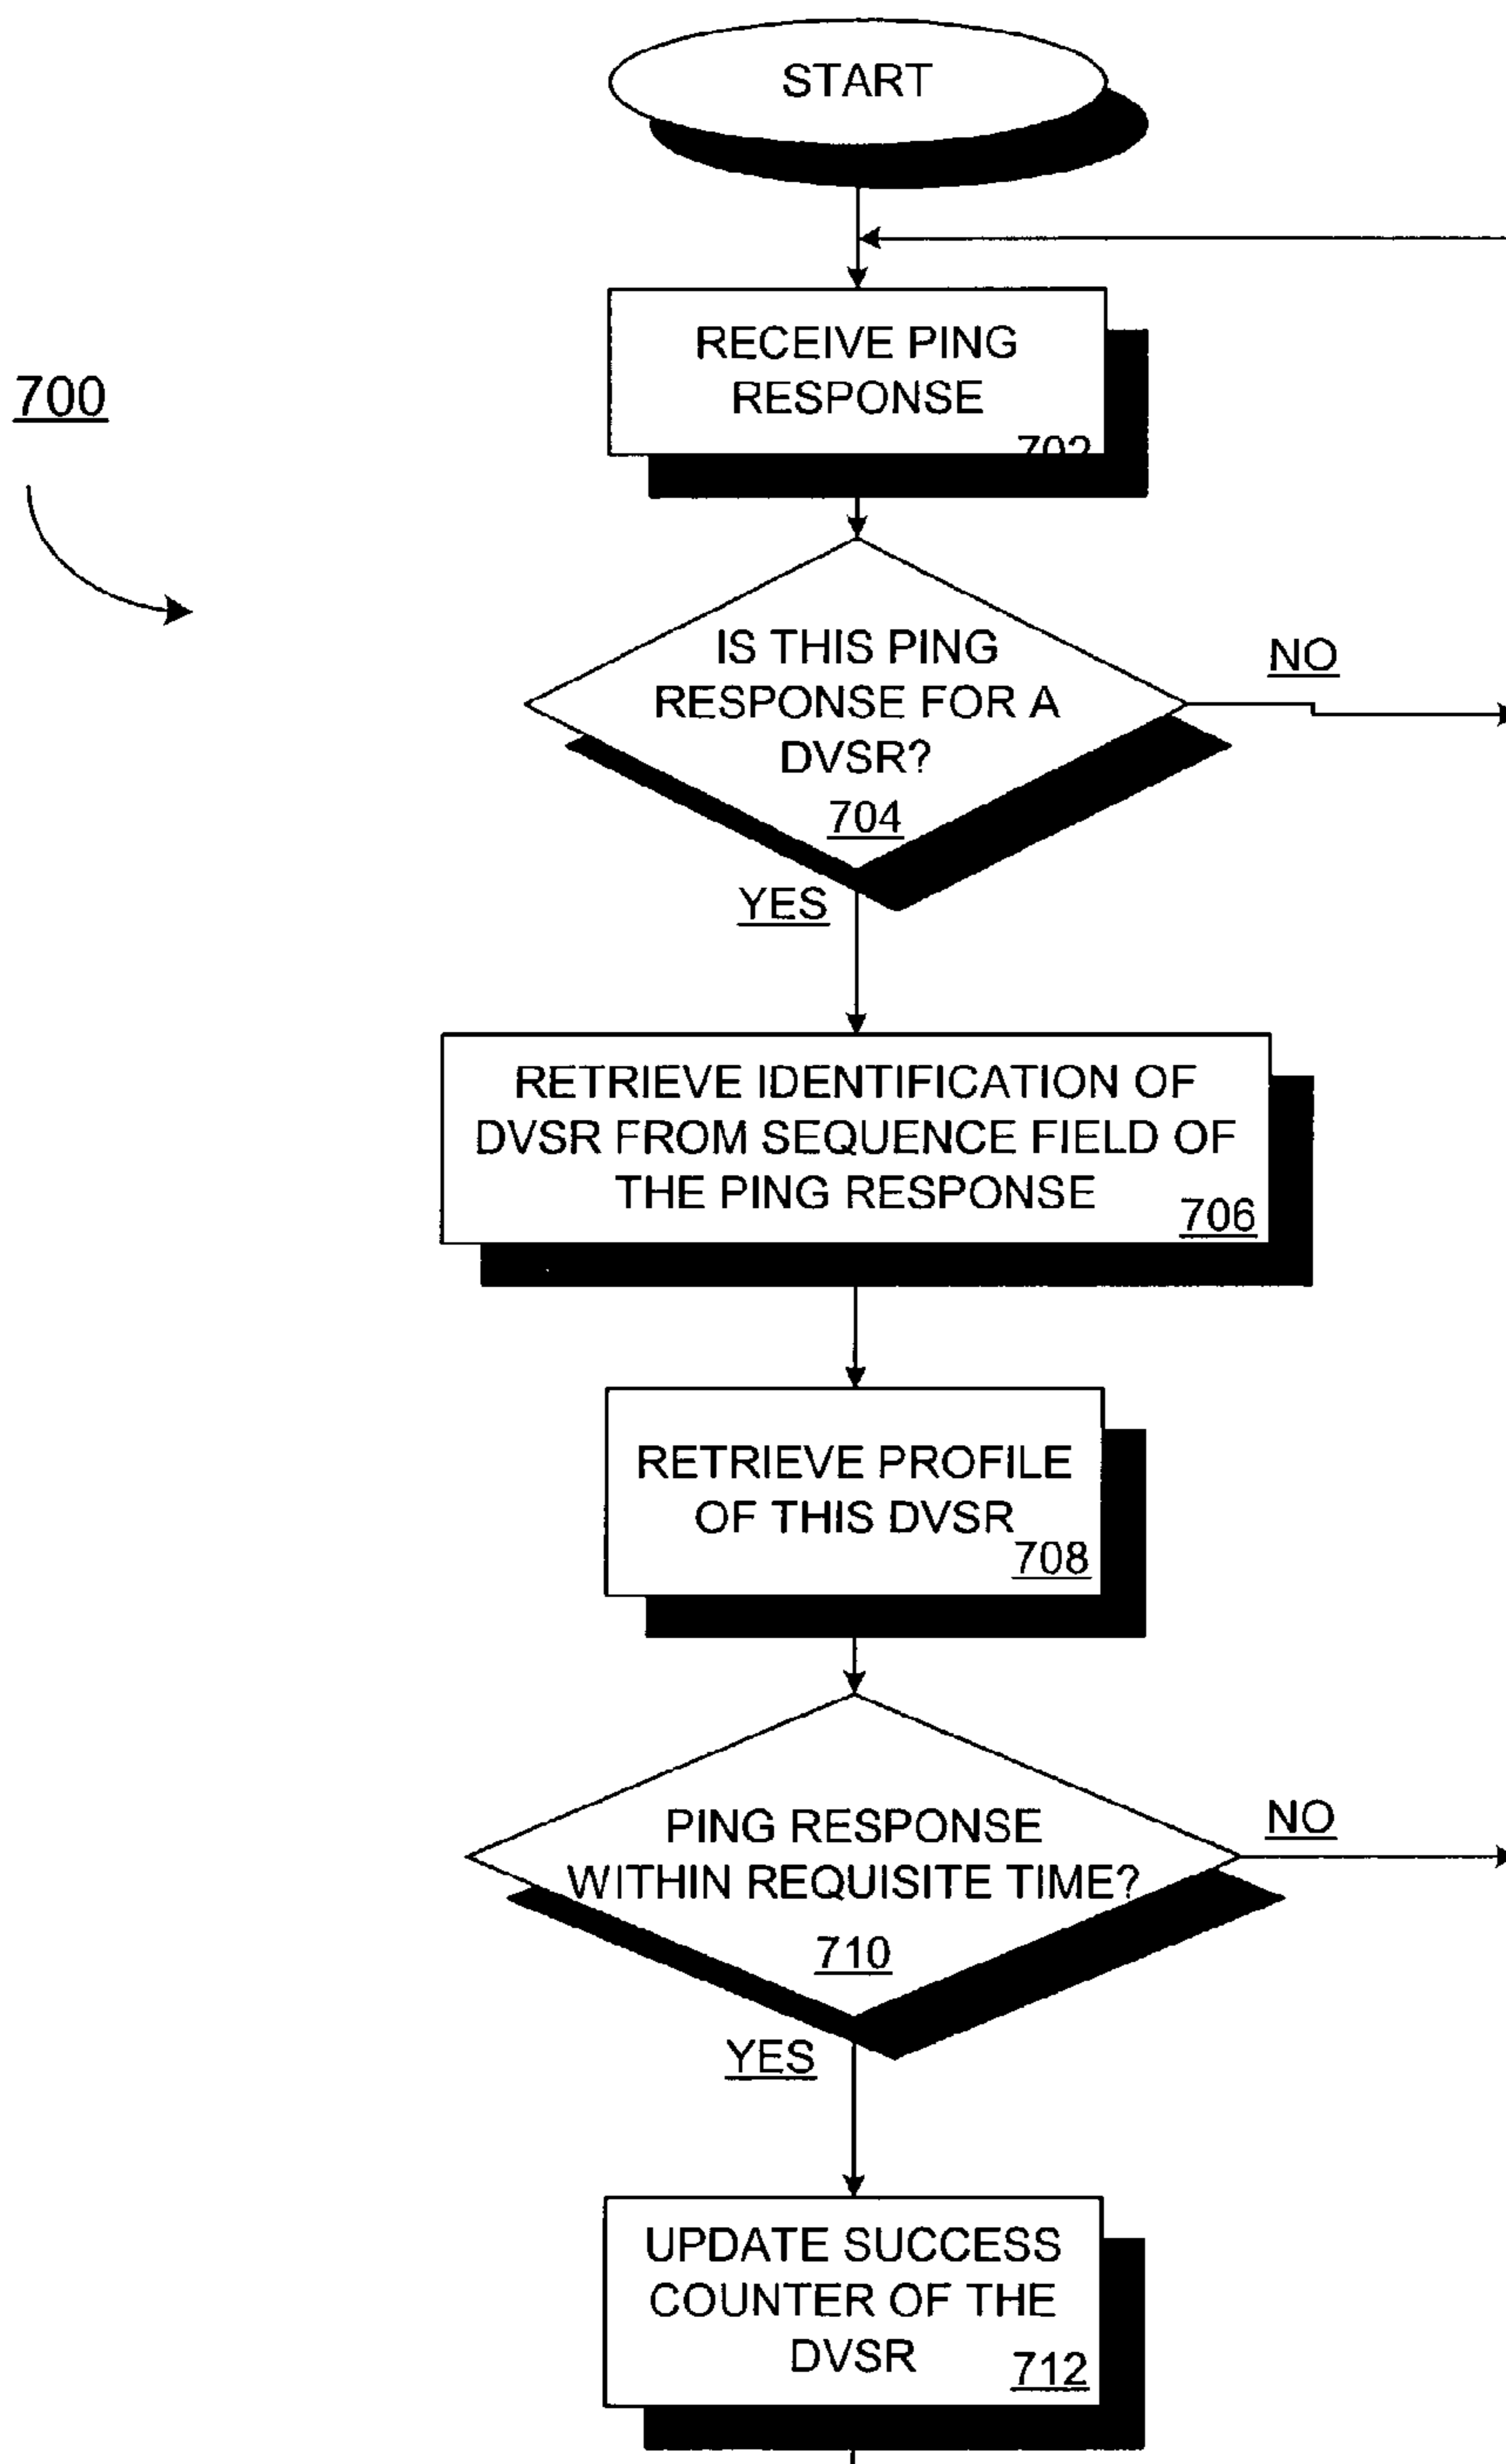 START
RECEIVE PING
RESPONSE
702
700
IS THIS PING
RESPONSE FOR A
DVSR?
704
NO
YES
RETRIEVE IDENTIFICATION OF
DVSR FROM SEQUENCE FIELD OF
THE PING RESPONSE
706
RETRIEVE PROFILE
OF THIS DVSR
708
PING RESPONSE
WITHIN REQUISITE TIME?
710
NO
YES
UPDATE SUCCESS
COUNTER OF THE
DVSR
712